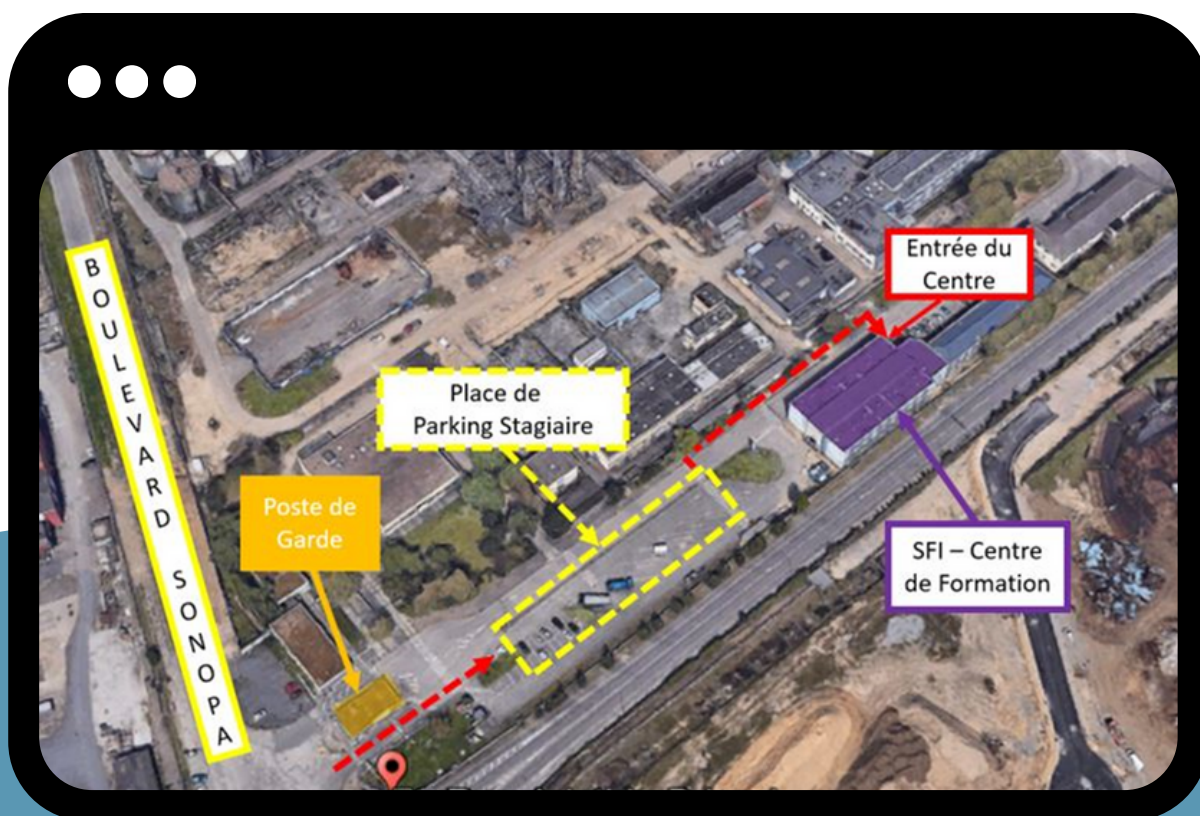 BOULEVARD SONOPA
Entrée du
Centre
Place de
Parking Stagiaire
Poste de
Garde
SFI – Centre
de Formation